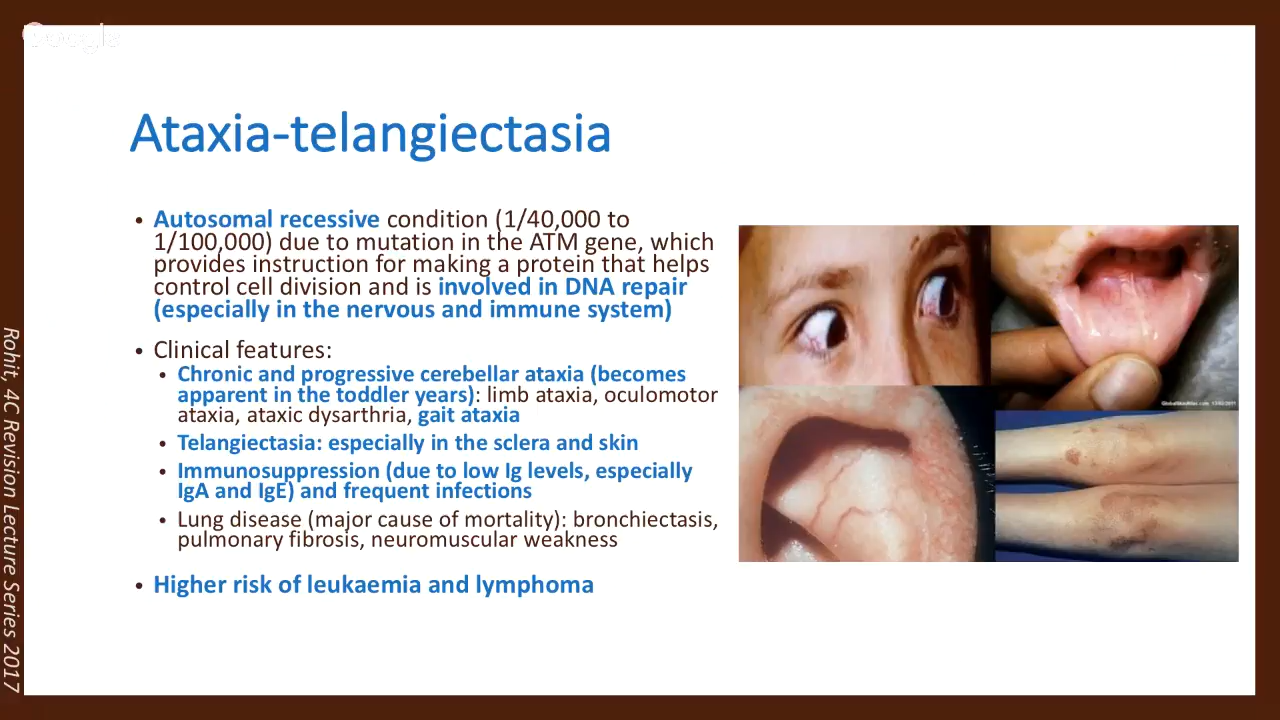 Google
Ataxia-telangiectasia
• Autosomal recessive condition (1/40,000 to
1/100,000) due to mutation in the ATM gene, which
provides instruction for making a protein that helps
control cell division and is involved in DNA repair
(especially in the nervous and immune system)
• Clinical features:
• Chronic and progressive cerebellar ataxia (becomes
apparent in the toddler years): limb ataxia, oculomotor
ataxia, ataxic dysarthria, gait ataxia
• Telangiectasia: especially in the sclera and skin
• Immunosuppression (due to low Ig levels, especially
IgA and IgE) and frequent infections
• Lung disease (major cause of mortality): bronchiectasis,
pulmonary fibrosis, neuromuscular weakness
• Higher risk of leukaemia and lymphoma
Rohit, 4C Revision Lecture Series 2017